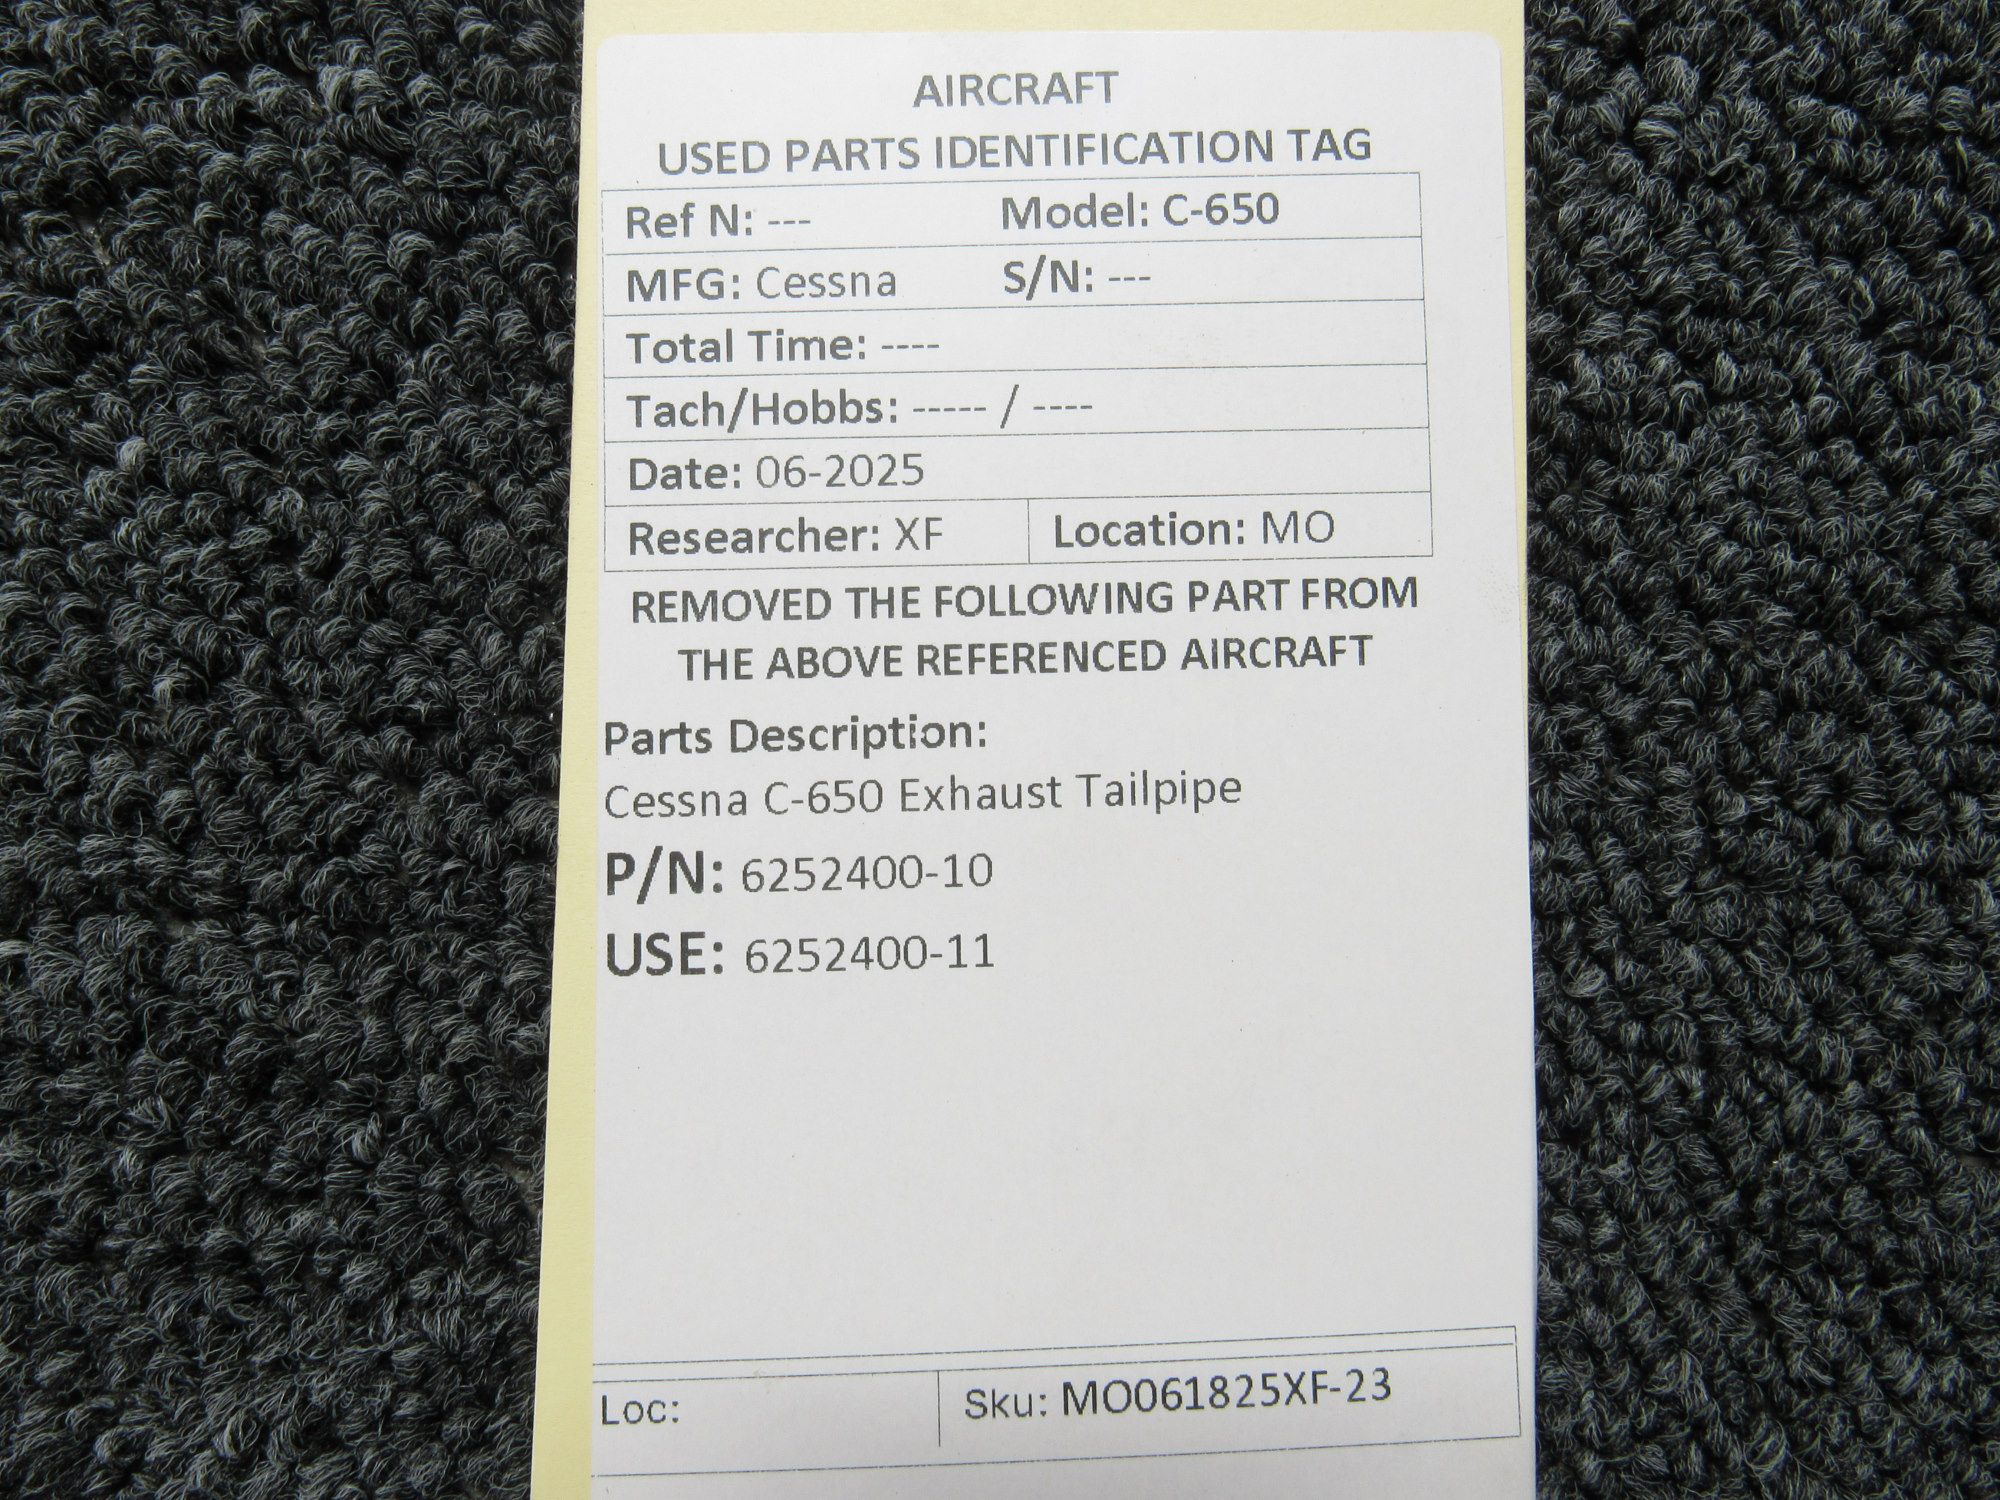 AIRCRAFT
USED PARTS IDENTIFICATION TAG
Ref N: --- Model: C-650
MFG: Cessna S/N: ---
Total Time: ----
Tach/Hobbs: ----- / ----
Date: 06-2025
Researcher: XF Location: MO
REMOVED THE FOLLOWING PART FROM
THE ABOVE REFERENCED AIRCRAFT
Parts Description:
Cessna C-650 Exhaust Tailpipe
P/N: 6252400-10
USE: 6252400-11
Loc: Sku: MO061825XF-23